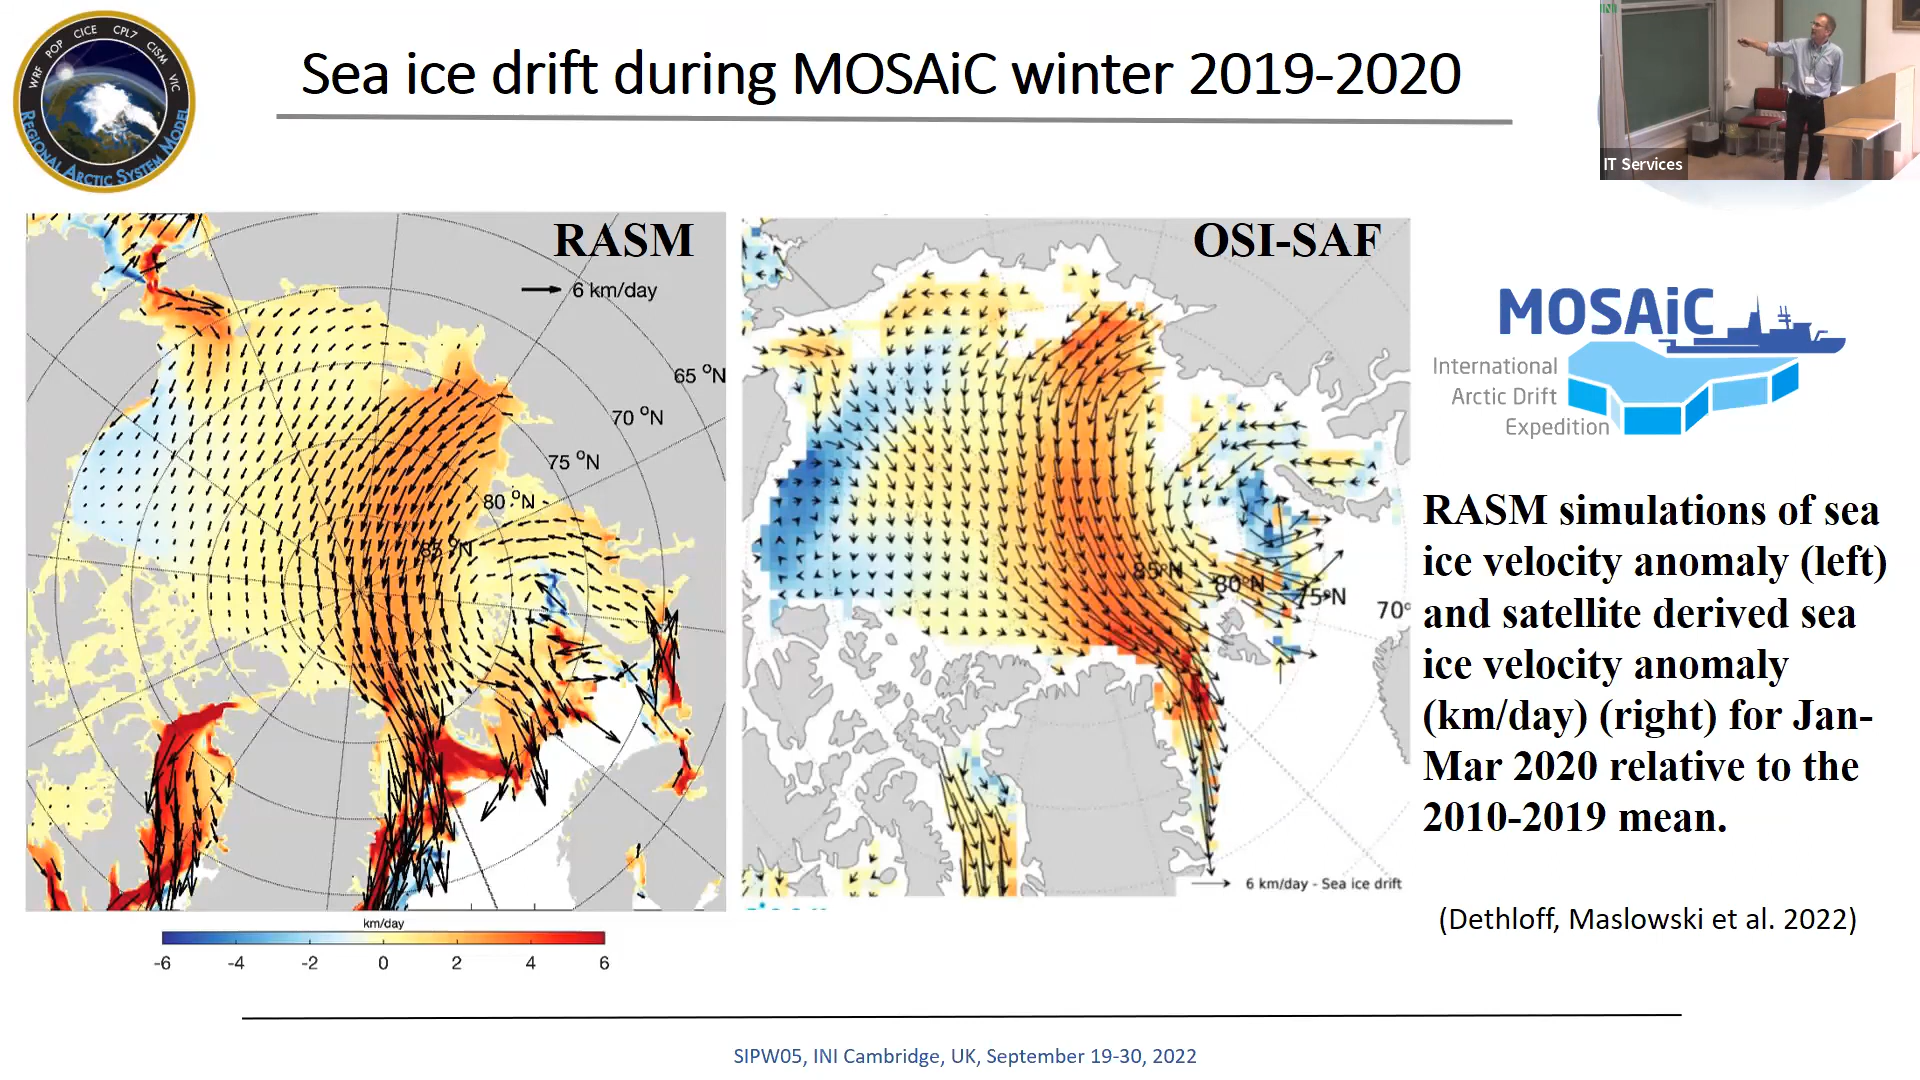 WRF POP CICE CPL7 CISM VIC
REGIONAL ARCTIC SYSTEM MODEL
Sea ice drift during MOSAiC winter 2019-2020
INI
IT Services
RASM
6 km/day
65 °N
70 °N
75 °N
80 °N
85 °N
km/day
-6 -4 -2 0 2 4 6
OSI-SAF
85°N
80°N
75°N
70°
6 km/day - Sea ice drift
MOSAiC
International
Arctic Drift
Expedition
RASM simulations of sea
ice velocity anomaly (left)
and satellite derived sea
ice velocity anomaly
(km/day) (right) for Jan-
Mar 2020 relative to the
2010-2019 mean.
(Dethloff, Maslowski et al. 2022)
SIPW05, INI Cambridge, UK, September 19-30, 2022